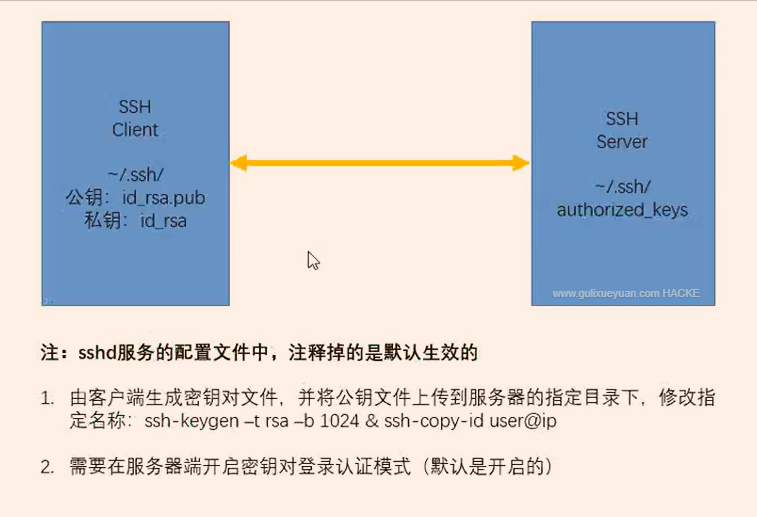 SSH
Client
~/.ssh/
公钥：id_rsa.pub
私钥：id_rsa
SSH
Server
~/.ssh/
authorized_keys
www.gulixueyuan.com HACKE
注：sshd服务的配置文件中，注释掉的是默认生效的
1. 由客户端生成密钥对文件，并将公钥文件上传到服务器的指定目录下，修改指
定名称：ssh-keygen –t rsa –b 1024 & ssh-copy-id user@ip
2. 需要在服务器端开启密钥对登录认证模式（默认是开启的）